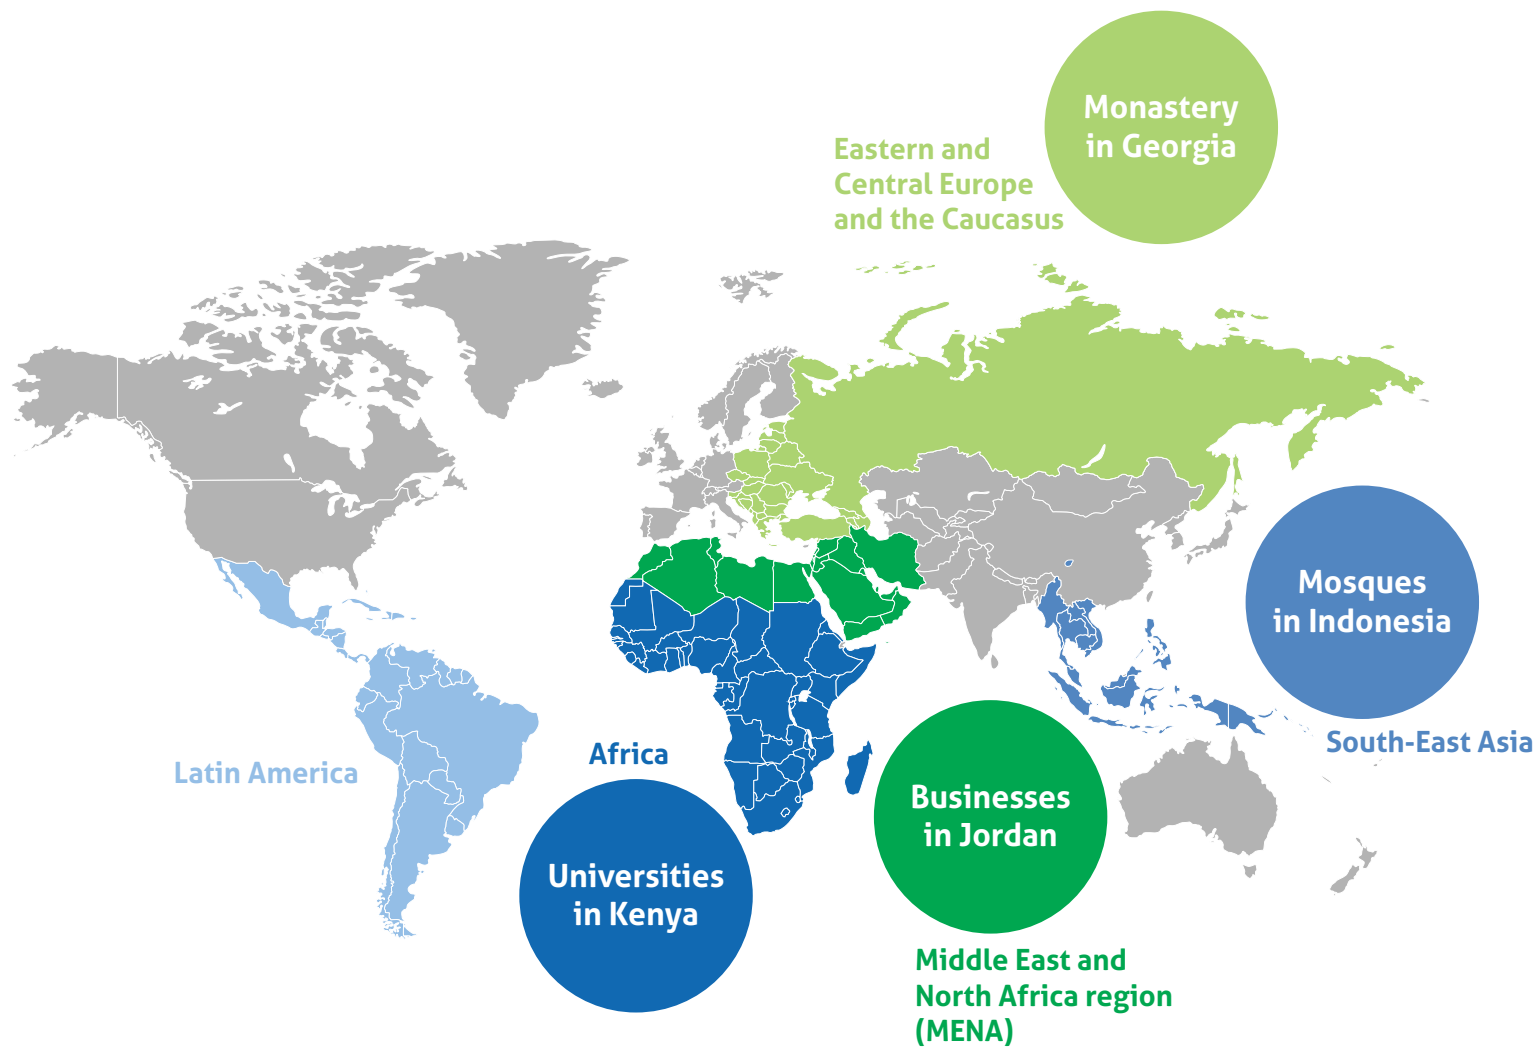 Monastery
in Georgia
Eastern and
Central Europe
and the Caucasus
Mosques
in Indonesia
South-East Asia
Latin America
Africa
Universities
in Kenya
Businesses
in Jordan
Middle East and
North Africa region
(MENA)